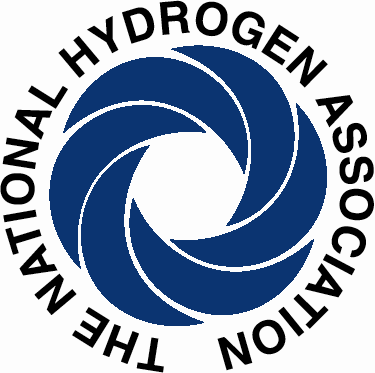 THE NATIONAL HYDROGEN ASSOCIATION